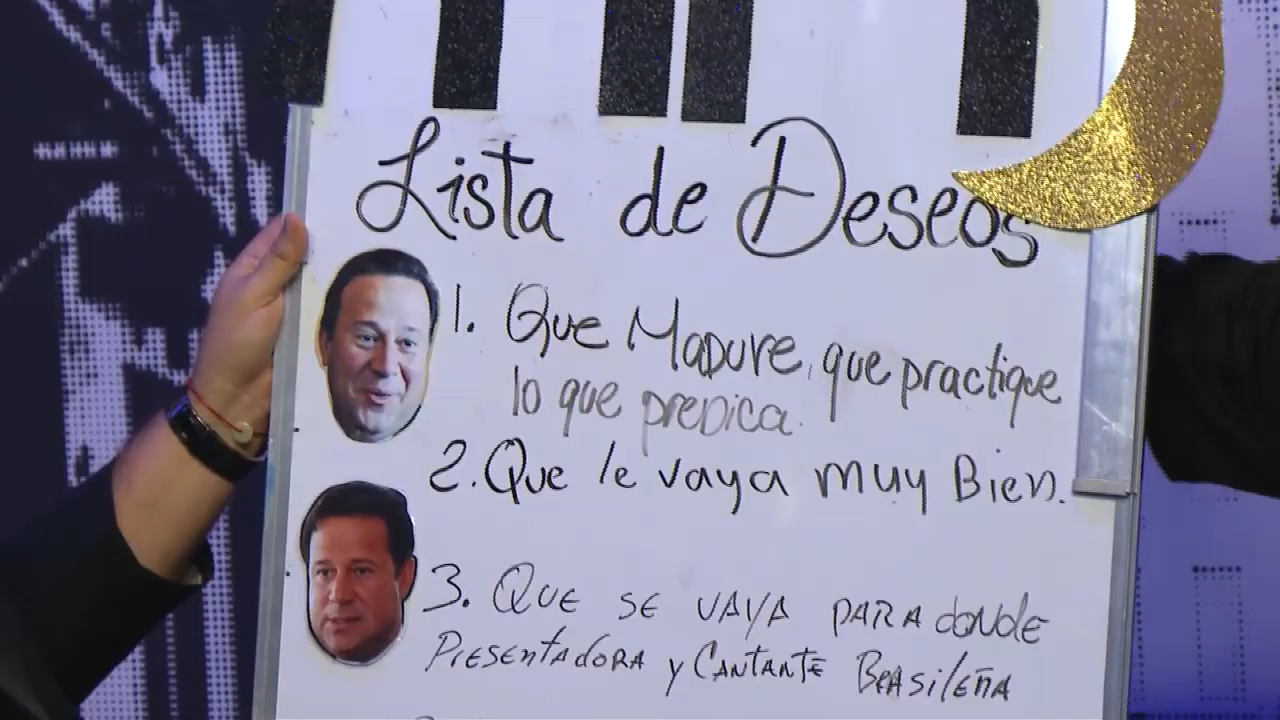 Lista de Deseos
1. Que Madure, que practique
lo que predica.
2. Que le vaya muy Bien.
3. QUE SE VAYA PARA donde
PRESENTAdORA y CANTANTE BRASilEÑA